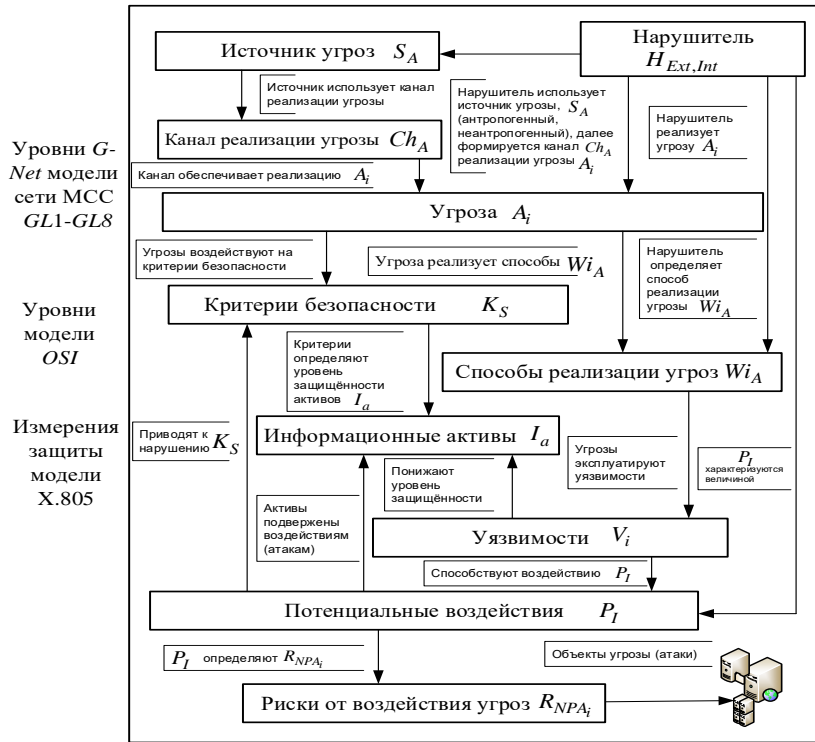 Источник угроз S_A
Нарушитель
H_Ext,Int
Источник использует канал
реализации угрозы
Нарушитель использует
источник угрозы, S_A
(антропогенный,
неантропогенный), далее
формируется канал Ch_A
реализации угрозы A_i
Нарушитель
реализует
угрозу A_i
Канал реализации угрозы Ch_A
Уровни G-
Net модели
сети МСС
GL1-GL8
Канал обеспечивает реализацию A_i
Угроза A_i
Угрозы воздействуют на
критерии безопасности
Угроза реализует способы Wi_A
Нарушитель
определяет
способ
реализации
угрозы Wi_A
Уровни
модели
OSI
Критерии безопасности K_S
Критерии
определяют
уровень
защищённости
активов I_a
Способы реализации угроз Wi_A
Измерения
защиты
модели
X.805
Приводят к
нарушению K_S
Информационные активы I_a
Понижают
уровень
защищённости
Угрозы
эксплуатируют
уязвимости
P_I
характеризуются
величиной
Активы
подвержены
воздействиям
(атакам)
Уязвимости V_i
Способствуют воздействию P_I
Потенциальные воздействия P_I
P_I определяют R_NPA_i
Объекты угрозы (атаки)
Риски от воздействия угроз R_NPA_i